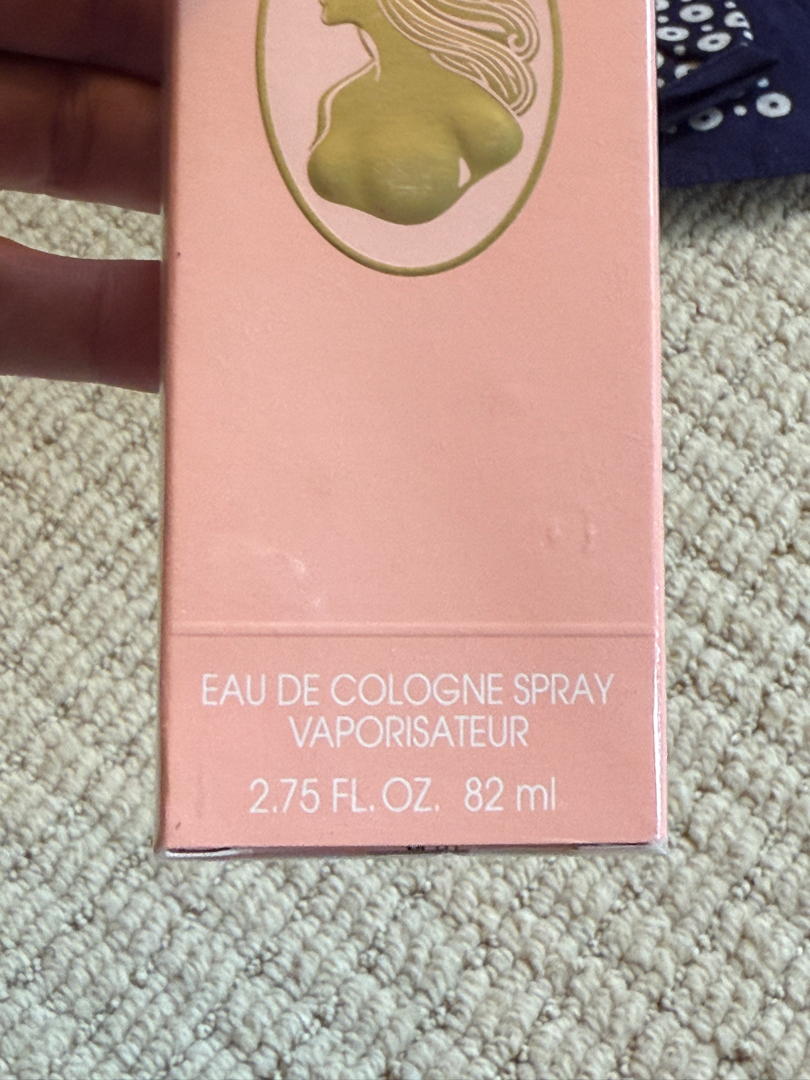 EAU DE COLOGNE SPRAY
VAPORISATEUR
2.75 FL. OZ. 82 ml